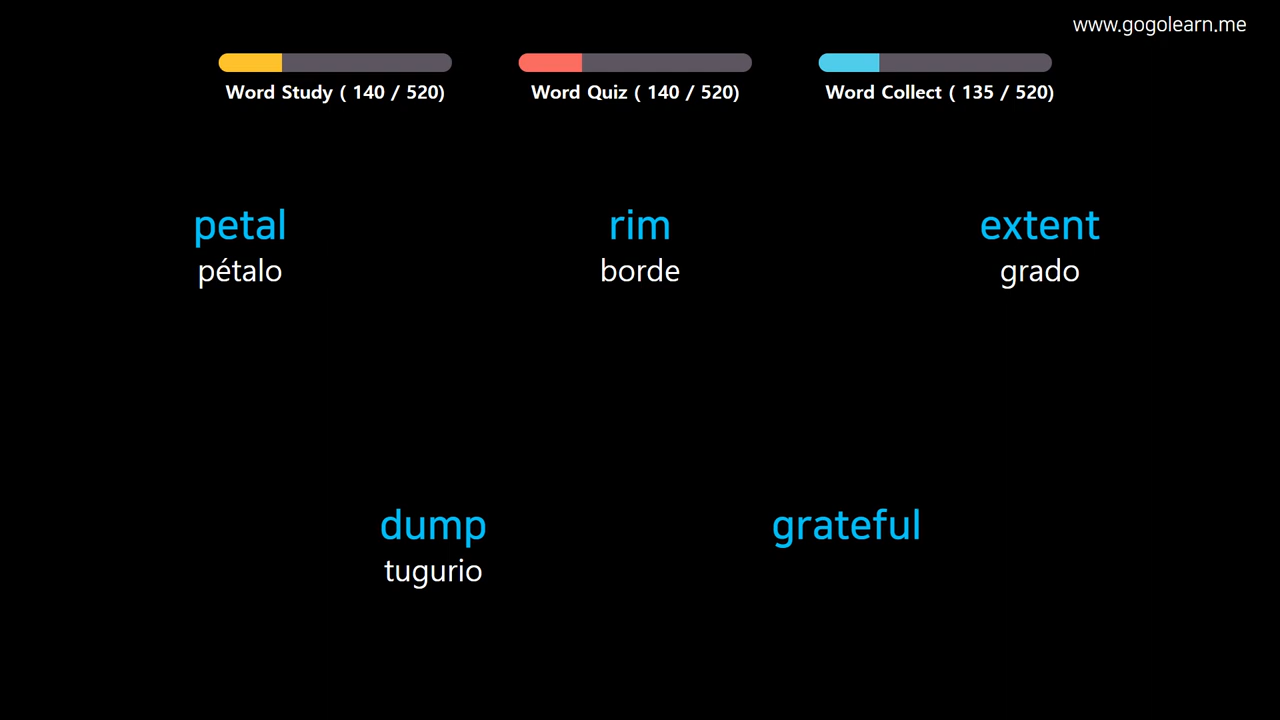 www.gogolearn.me
Word Study ( 140 / 520)
Word Quiz ( 140 / 520)
Word Collect ( 135 / 520)
petal
pétalo
rim
borde
extent
grado
dump
tugurio
grateful